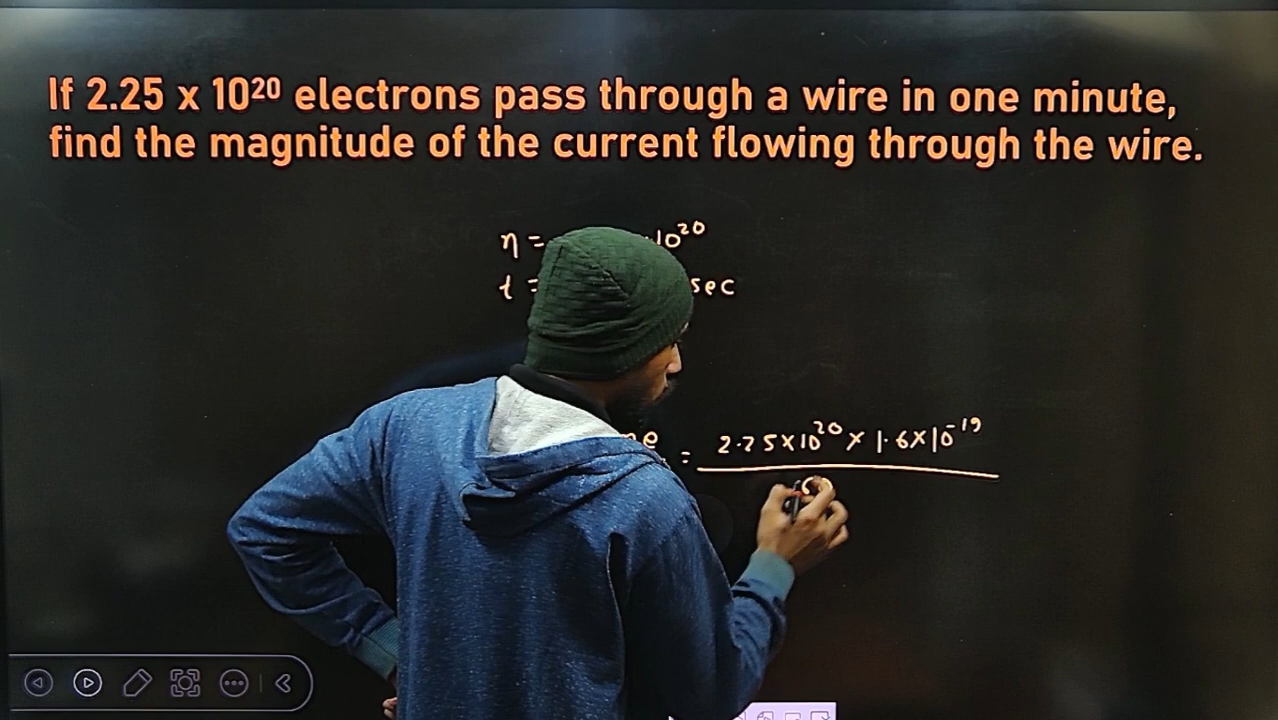 If 2.25 x 10²⁰ electrons pass through a wire in one minute,
find the magnitude of the current flowing through the wire.
η = 10²⁰
t = sec
ne = 2.25×10²⁰ × 1.6×10⁻¹⁹